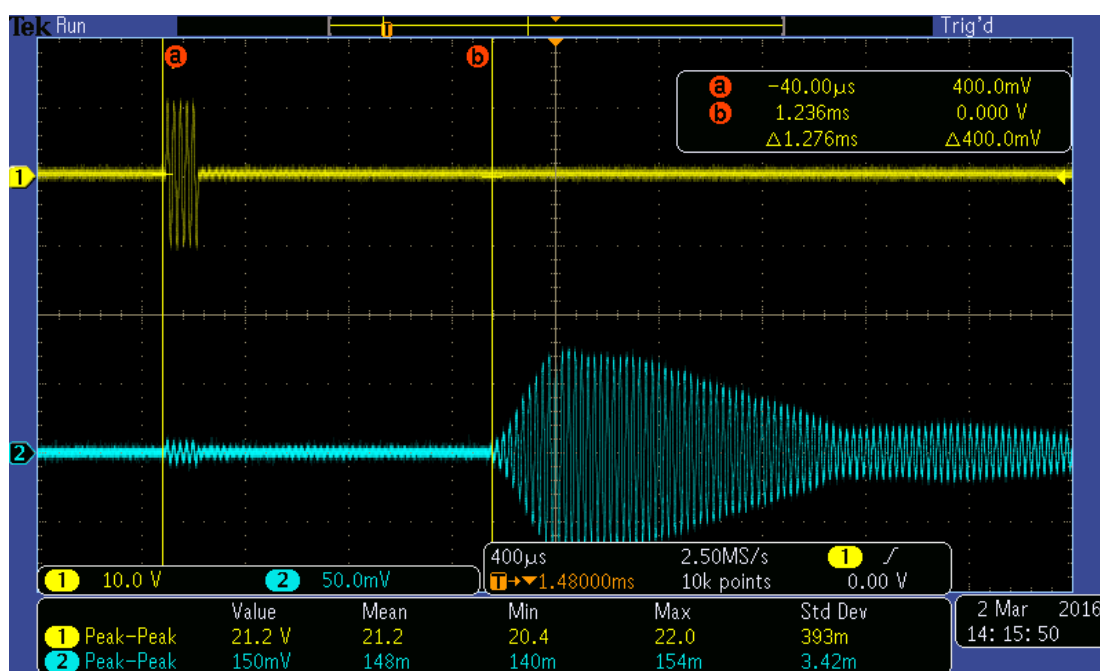 Tek Run Trig'd
T
a b
a -40.00µs 400.0mV
b 1.236ms 0.000 V
△1.276ms △400.0mV
1
2
400µs 2.50MS/s 1 ∫
1 10.0 V 2 50.0mV
T→▼1.48000ms 10k points 0.00 V
Value Mean Min Max Std Dev
1 Peak-Peak 21.2 V 21.2 20.4 22.0 393m
2 Peak-Peak 150mV 148m 140m 154m 3.42m
2 Mar 2016
14:15:50